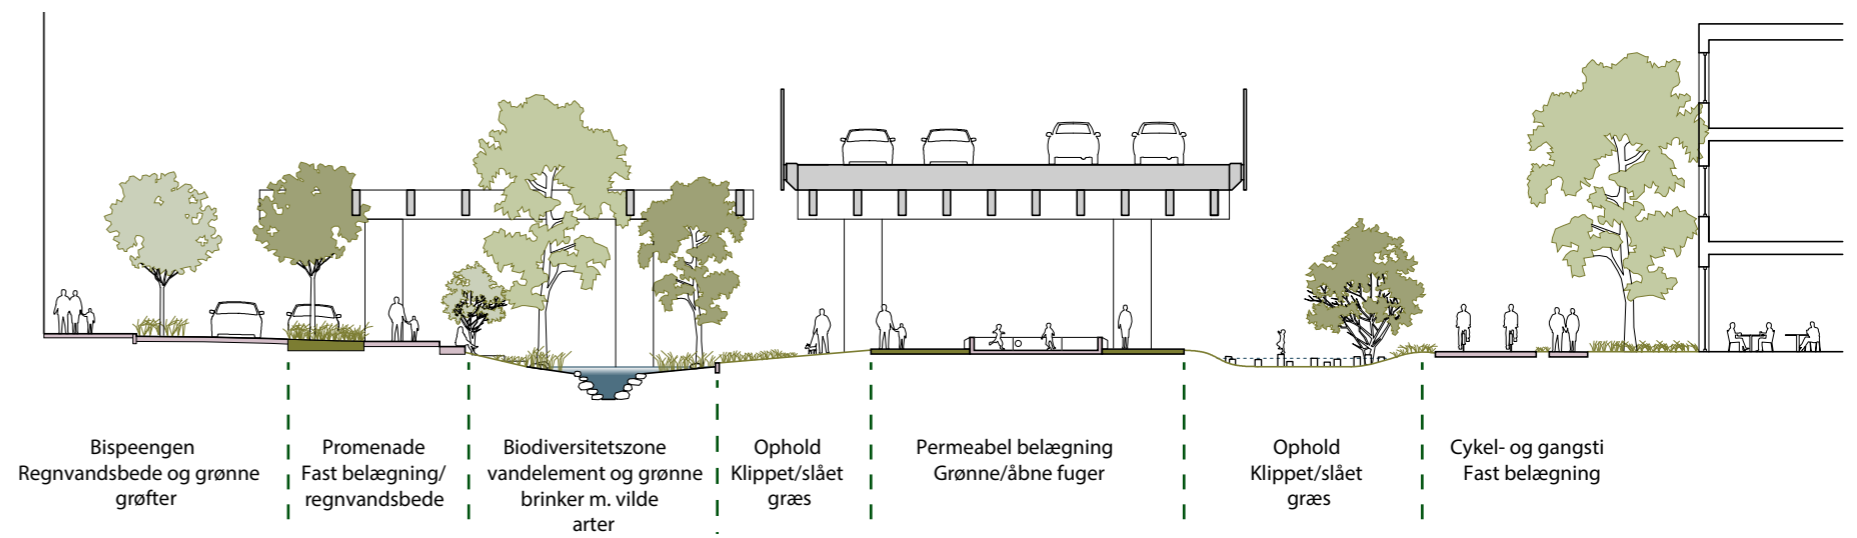 Bispeengen
Regnvandsbede og grønne
grøfter
Promenade
Fast belægning/
regnvandsbede
Biodiversitetszone
vandelement og grønne
brinker m. vilde
arter
Ophold
Klippet/slået
græs
Permeabel belægning
Grønne/åbne fuger
Ophold
Klippet/slået
græs
Cykel- og gangsti
Fast belægning